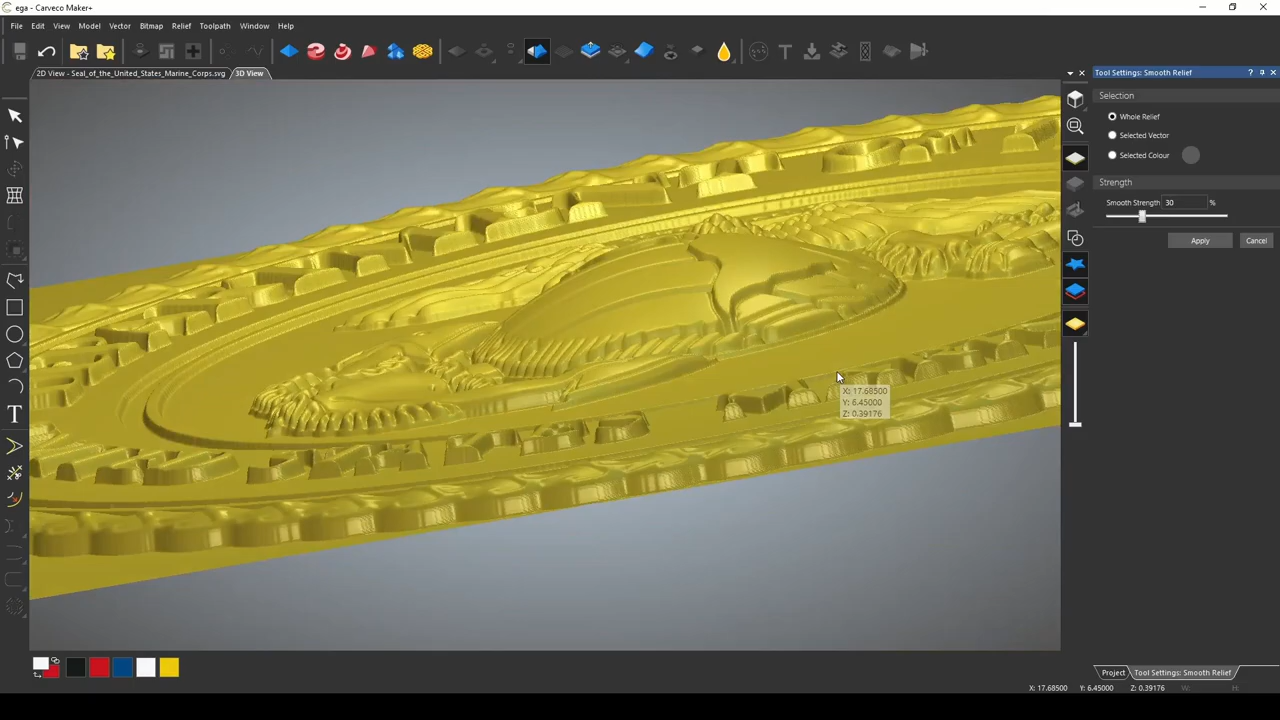 ega - Carveco Maker+
File Edit View Model Vector Bitmap Relief Toolpath Window Help
2D View - Seal_of_the_United_States_Marine_Corps.svg 3D View
Tool Settings: Smooth Relief
Selection
Whole Relief
Selected Vector
Selected Colour
Strength
Smooth Strength 30 %
Apply Cancel
X: 17.68500
Y: 6.45000
Z: 0.39176
Project Tool Settings: Smooth Relief
X: 17.68500 Y: 6.45000 Z: 0.39176 W: H: